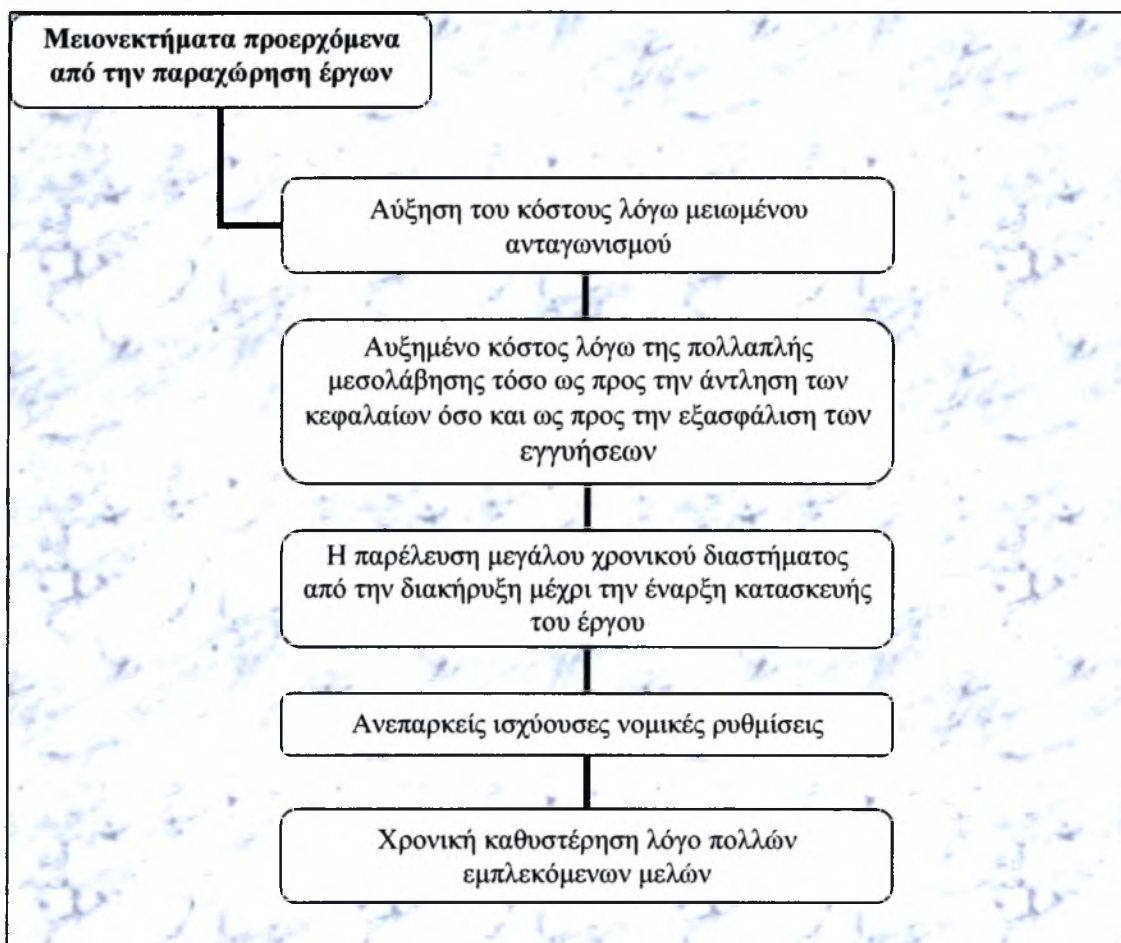 Μειονεκτήματα προερχόμενα
από την παραχώρηση έργων
Αύξηση του κόστους λόγω μειωμένου
ανταγωνισμού
Αυξημένο κόστος λόγω της πολλαπλής
μεσολάβησης τόσο ως προς την άντληση των
κεφαλαίων όσο και ως προς την εξασφάλιση των
εγγυήσεων
Η παρέλευση μεγάλου χρονικού διαστήματος
από την διακήρυξη μέχρι την έναρξη κατασκευής
του έργου
Ανεπαρκείς ισχύουσες νομικές ρυθμίσεις
Χρονική καθυστέρηση λόγο πολλών
εμπλεκόμενων μελών